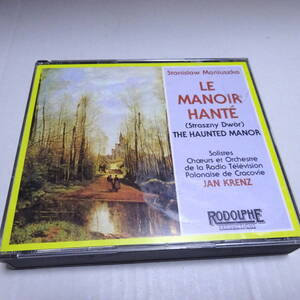 Stanislaw Moniuszko
LE
MANOIR
HANTÉ
(Straszny Dwór)
THE HAUNTED MANOR
Solistes
Chœurs et Orchestre
de la Radio Télévision
Polonaise de Cracovie
JAN KRENZ
RODOLPHE